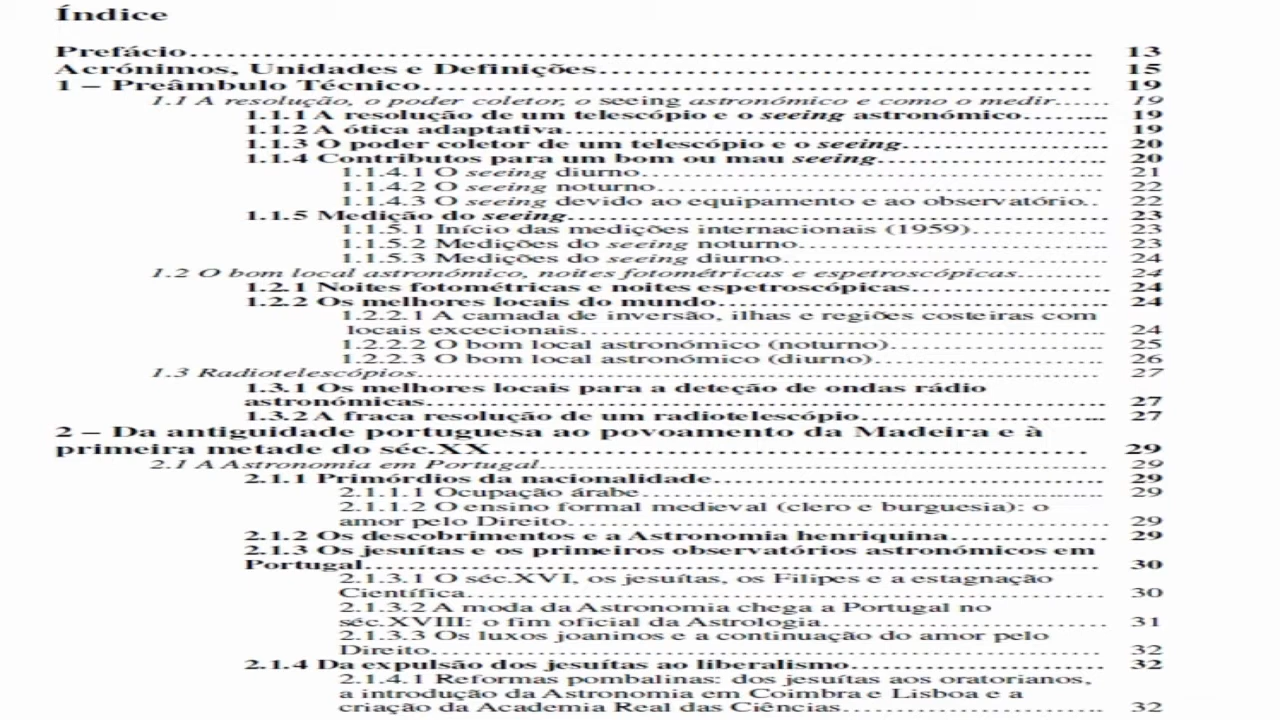 Índice
Prefácio........................................................................ 13
Acrónimos, Unidades e Definições........................................ 15
1 – Preâmbulo Técnico...................................................... 19
1.1 A resolução, o poder coletor, o seeing astronómico e como o medir...... 19
1.1.1 A resolução de um telescópio e o seeing astronómico......... 19
1.1.2 A ótica adaptativa...................................................... 19
1.1.3 O poder coletor de um telescópio e o seeing..................... 20
1.1.4 Contributos para um bom ou mau seeing........................ 20
1.1.4.1 O seeing diurno................................................ 21
1.1.4.2 O seeing noturno.............................................. 22
1.1.4.3 O seeing devido ao equipamento e ao observatório.. 22
1.1.5 Medição do seeing...................................................... 23
1.1.5.1 Início das medições internacionais (1959)............. 23
1.1.5.2 Medições do seeing noturno................................ 23
1.1.5.3 Medições do seeing diurno.................................. 24
1.2 O bom local astronómico, noites fotométricas e espetroscópicas......... 24
1.2.1 Noites fotométricas e noites espetroscópicas.................... 24
1.2.2 Os melhores locais do mundo........................................ 24
1.2.2.1 A camada de inversão, ilhas e regiões costeiras com
locais excecionais...................................................... 24
1.2.2.2 O bom local astronómico (noturno)...................... 25
1.2.2.3 O bom local astronómico (diurno)........................ 26
1.3 Radiotelescópios............................................................ 27
1.3.1 Os melhores locais para a deteção de ondas rádio
astronómicas.................................................................. 27
1.3.2 A fraca resolução de um radiotelescópio......................... 27
2 – Da antiguidade portuguesa ao povoamento da Madeira e à
primeira metade do séc.XX................................................ 29
2.1 A Astronomia em Portugal................................................ 29
2.1.1 Primórdios da nacionalidade........................................ 29
2.1.1.1 Ocupação árabe................................................ 29
2.1.1.2 O ensino formal medieval (clero e burguesia): o
amor pelo Direito...................................................... 29
2.1.2 Os descobrimentos e a Astronomia henriquina................ 29
2.1.3 Os jesuítas e os primeiros observatórios astronómicos em
Portugal........................................................................ 30
2.1.3.1 O séc.XVI, os jesuítas, os Filipes e a estagnação
Científica................................................................ 30
2.1.3.2 A moda da Astronomia chega a Portugal no
séc.XVIII: o fim oficial da Astrologia............................ 31
2.1.3.3 Os luxos joaninos e a continuação do amor pelo
Direito.................................................................... 32
2.1.4 Da expulsão dos jesuítas ao liberalismo.......................... 32
2.1.4.1 Reformas pombalinas: dos jesuítas aos oratorianos,
a introdução da Astronomia em Coimbra e Lisboa e a
criação da Academia Real das Ciências........................ 32